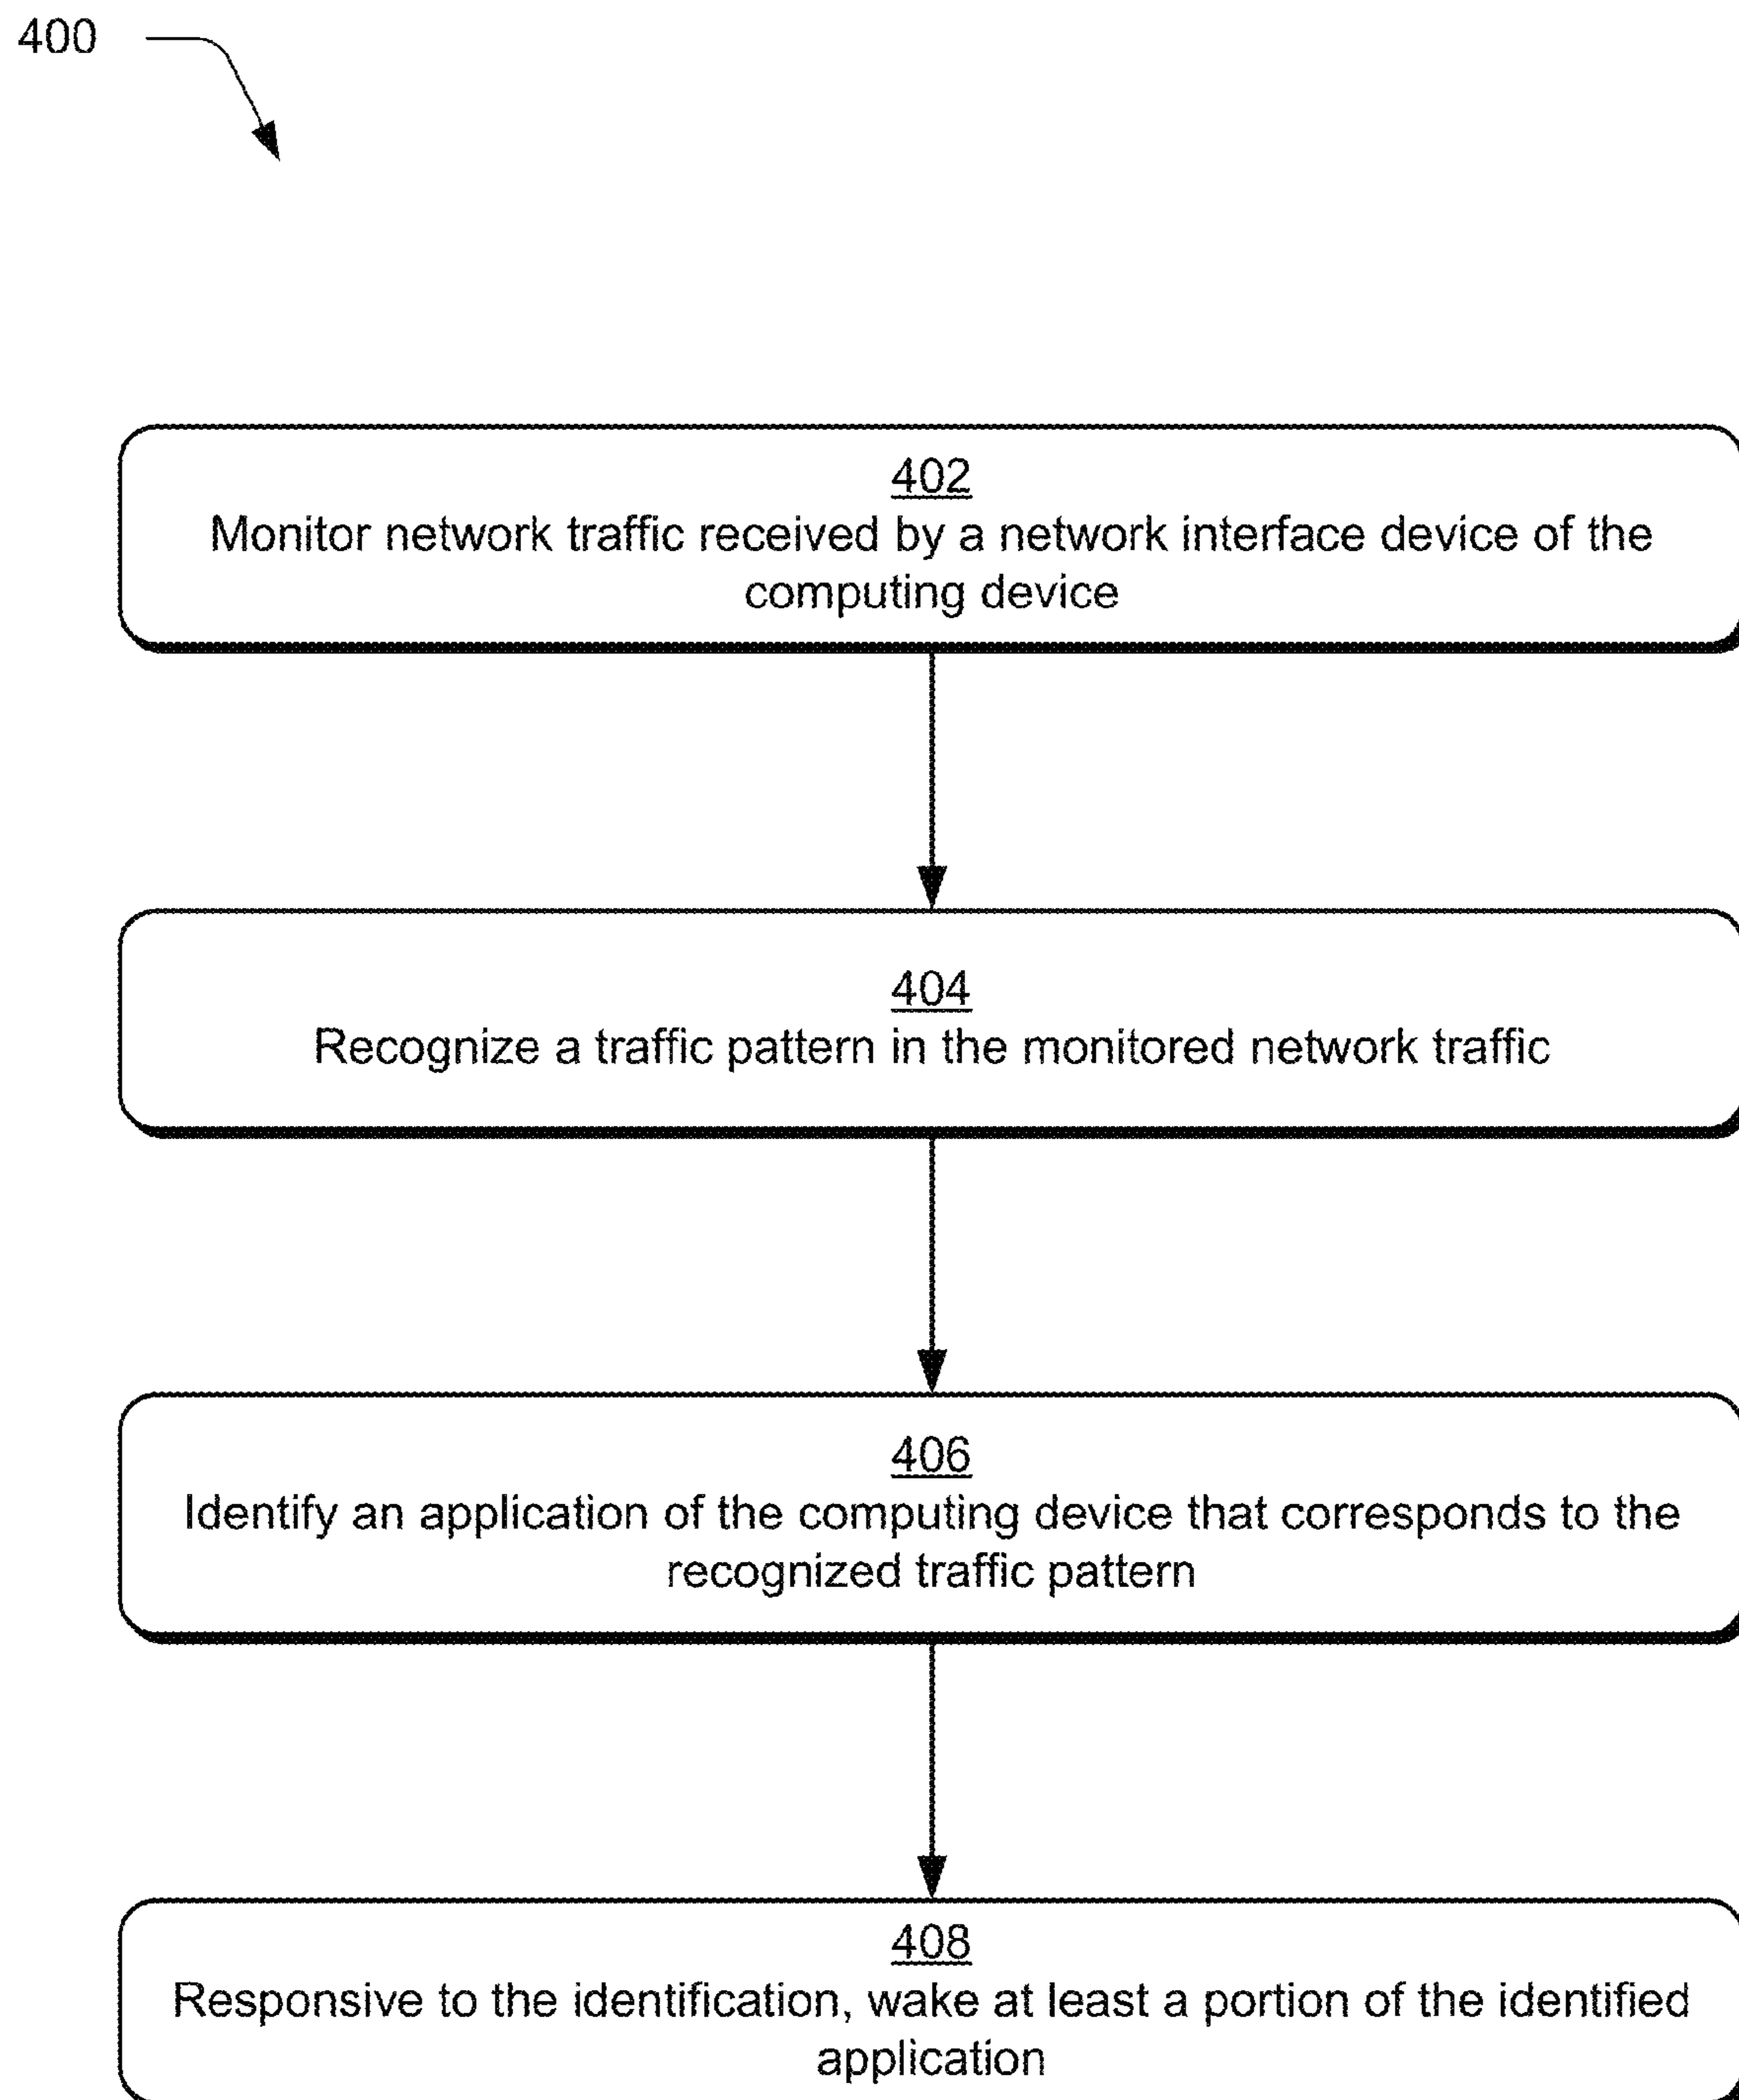 400
402
Monitor network traffic received by a network interface device of the
computing device
404
Recognize a traffic pattern in the monitored network traffic
406
Identify an application of the computing device that corresponds to the
recognized traffic pattern
408
Responsive to the identification, wake at least a portion of the identified
application